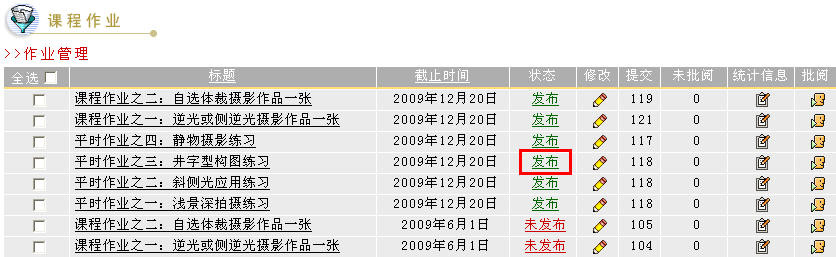 课程作业
>>作业管理
全选 标题 截止时间 状态 修改 提交 未批阅 统计信息 批阅
课程作业之二：自选体裁摄影作品一张 2009年12月20日 发布 119 0
课程作业之一：逆光或侧逆光摄影作品一张 2009年12月20日 发布 121 0
平时作业之四：静物摄影练习 2009年12月20日 发布 117 0
平时作业之三：井字型构图练习 2009年12月20日 发布 118 0
平时作业之二：斜侧光应用练习 2009年12月20日 发布 118 0
平时作业之一：浅景深拍摄练习 2009年12月20日 发布 118 0
课程作业之二：自选体裁摄影作品一张 2009年6月1日 未发布 105 0
课程作业之一：逆光或侧逆光摄影作品一张 2009年6月1日 未发布 104 0